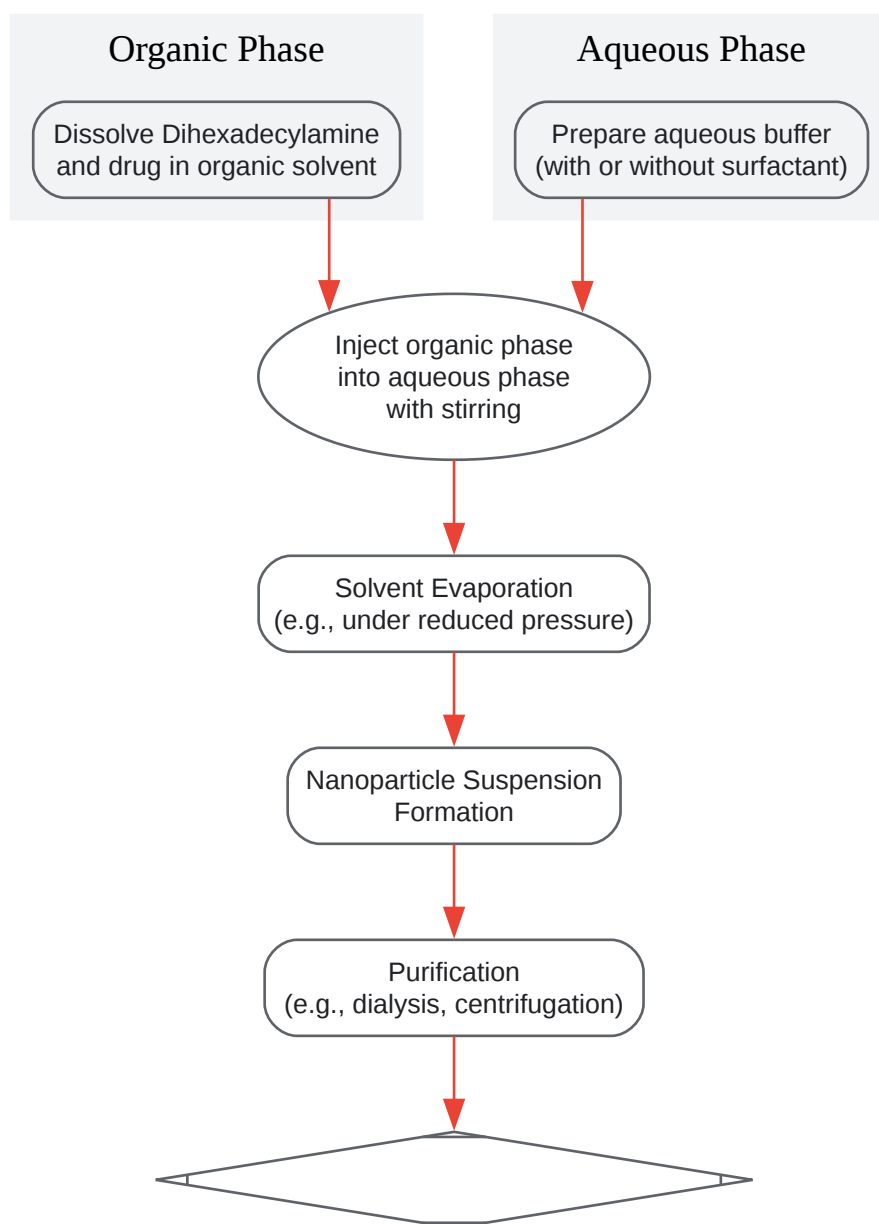 Organic Phase
Aqueous Phase
Dissolve Dihexadecylamine
and drug in organic solvent
Prepare aqueous buffer
(with or without surfactant)
Inject organic phase
into aqueous phase
with stirring
Solvent Evaporation
(e.g., under reduced pressure)
Nanoparticle Suspension
Formation
Purification
(e.g., dialysis, centrifugation)